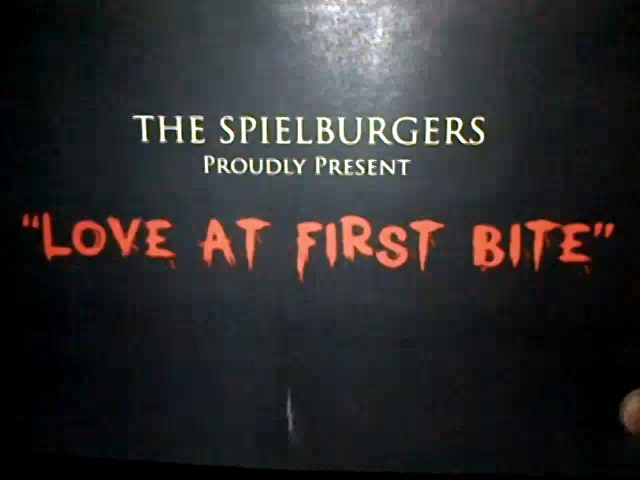 THE SPIELBURGERS
PROUDLY PRESENT
"LOVE AT FIRST BITE"